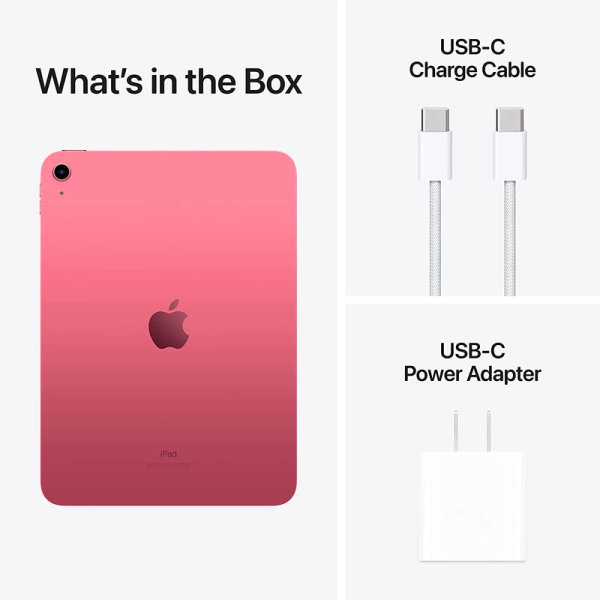 What's in the Box
iPad
USB-C
Charge Cable
USB-C
Power Adapter